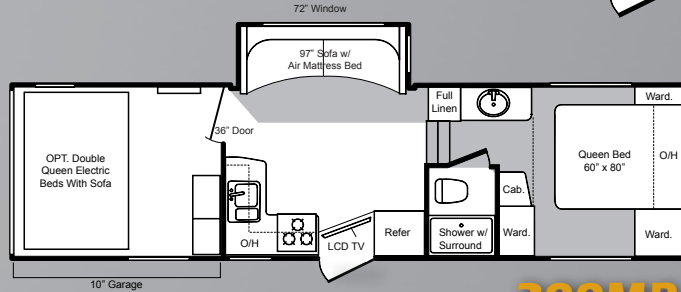 72” Window
97” Sofa w/
Air Mattress Bed
Full
Linen
Ward.
36” Door
OPT. Double
Queen Electric
Beds With Sofa
Queen Bed
60” x 80”
O/H
Cab.
O/H
LCD TV
Refer
Shower w/
Surround
Ward.
Ward.
10” Garage